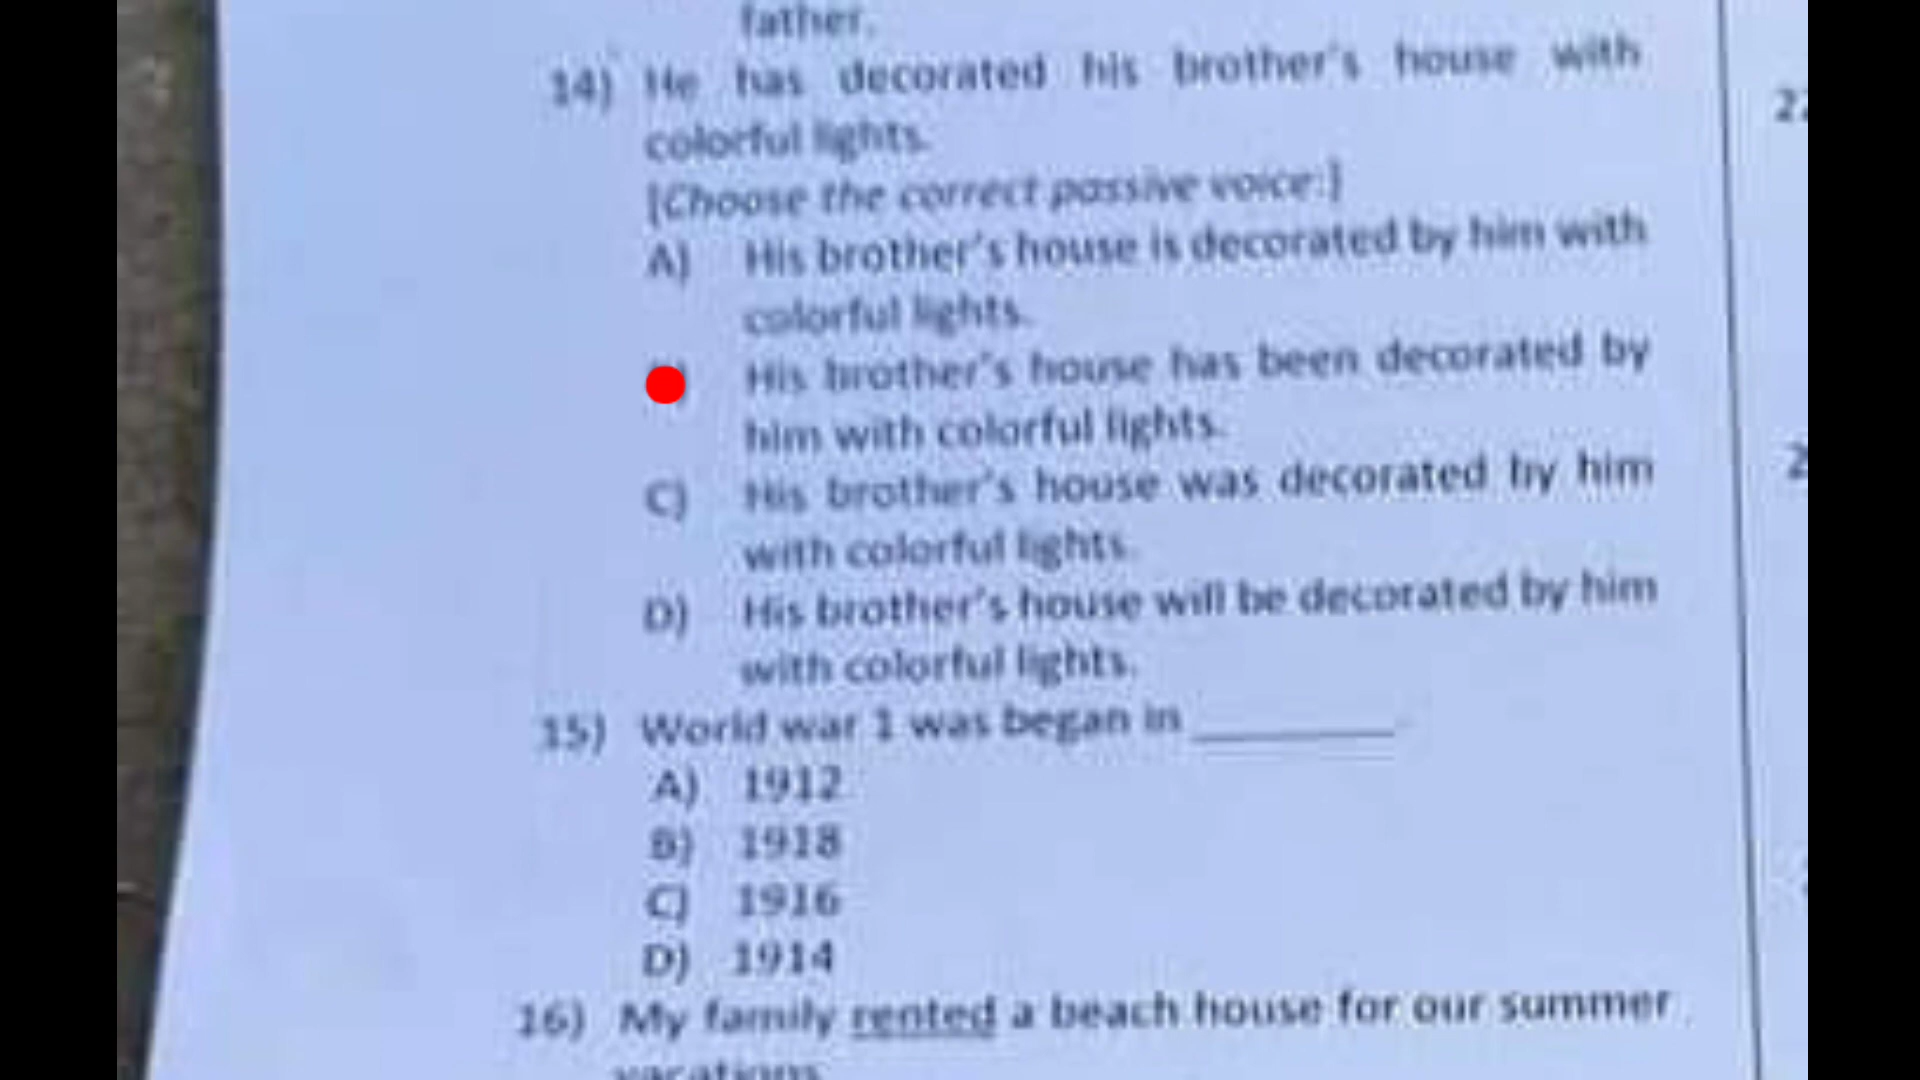 father.
14) He has decorated his brother's house with
colorful lights.
[Choose the correct passive voice:]
A) His brother's house is decorated by him with
colorful lights.
His brother's house has been decorated by
him with colorful lights.
C) His brother's house was decorated by him
with colorful lights.
D) His brother's house will be decorated by him
with colorful lights.
15) World war 1 was began in ________
A) 1912
B) 1918
C) 1916
D) 1914
16) My family rented a beach house for our summer
vacations